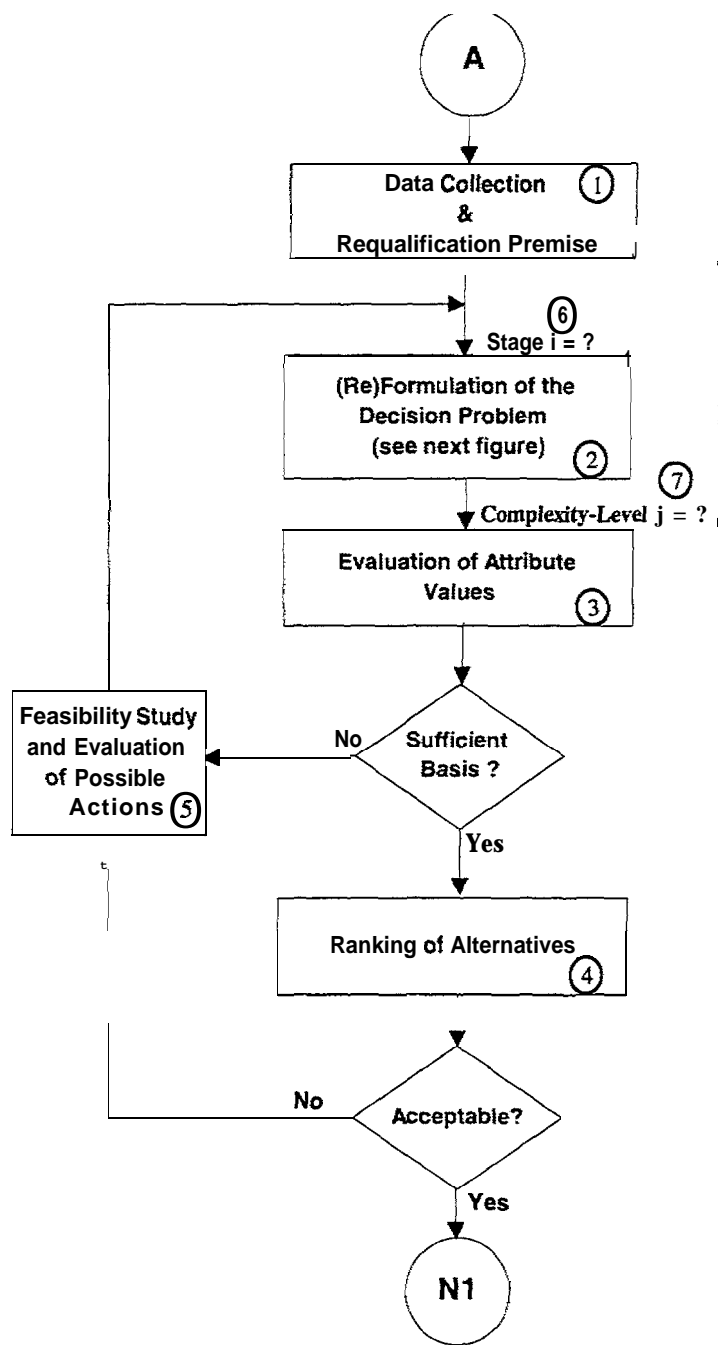 A
Data Collection ①
&
Requalification Premise
⑥
Stage i = ?
(Re)Formulation of the
Decision Problem
(see next figure) ②
⑦
Complexity-Level j = ?
Evaluation of Attribute
Values ③
Sufficient
Basis ?
No
Yes
Feasibility Study
and Evaluation
of Possible
Actions ⑤
Ranking of Alternatives
④
Acceptable?
No
Yes
N1